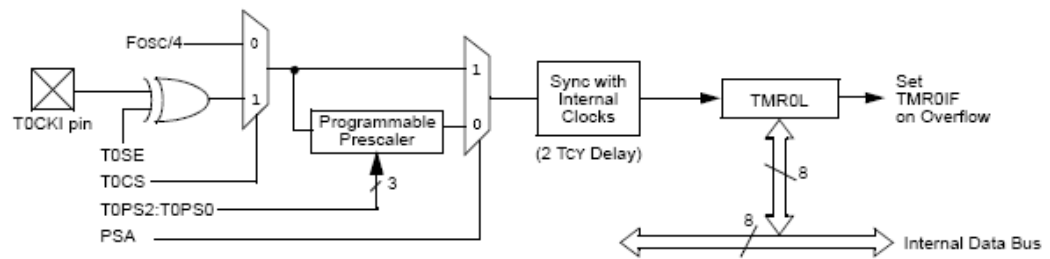 Fosc/4
0
1
T0CKI pin
T0SE
T0CS
T0PS2:T0PS0
PSA
Programmable
Prescaler
3
1
0
Sync with
Internal
Clocks
(2 TCY Delay)
TMR0L
Set
TMR0IF
on Overflow
8
8
Internal Data Bus